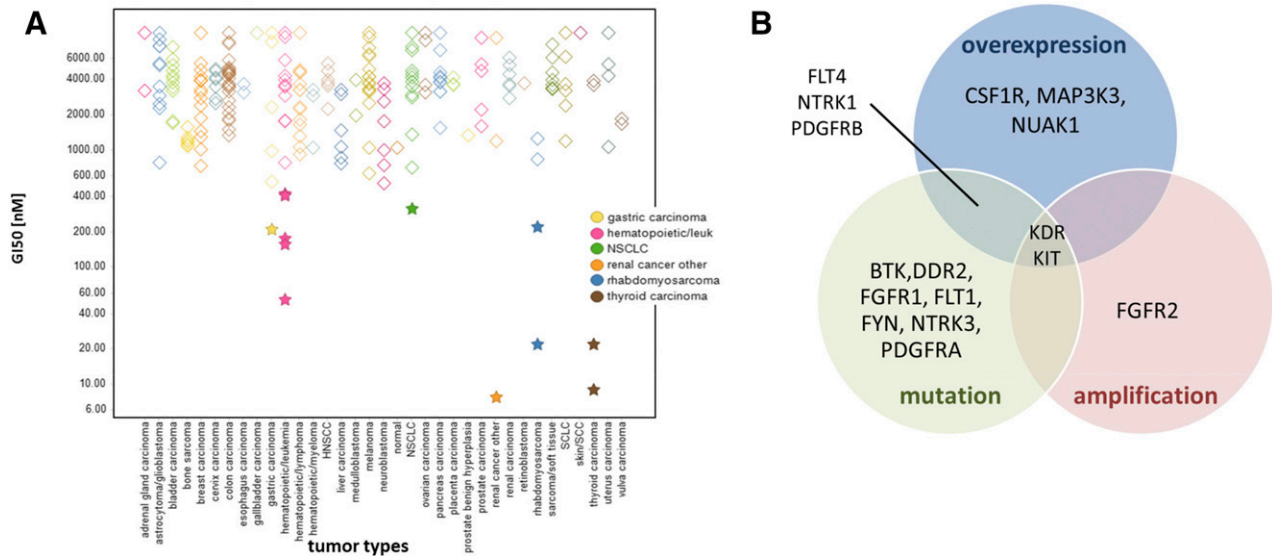 A
GI50 [nM]
6000.00
4000.00
2000.00
1000.00
600.00
400.00
200.00
100.00
60.00
40.00
20.00
10.00
6.00
gastric carcinoma
hematopoietic/leuk
NSCLC
renal cancer other
rhabdomyosarcoma
thyroid carcinoma
adrenal gland carcinoma
astrocytoma/glioblastoma
bladder carcinoma
bone sarcoma
breast carcinoma
cervix carcinoma
colon carcinoma
esophagus carcinoma
gallbladder carcinoma
gastric carcinoma
hematopoietic/leukemia
hematopoietic/lymphoma
hematopoietic/myeloma
HNSCC
liver carcinoma
medulloblastoma
melanoma
neuroblastoma
normal
NSCLC
ovarian carcinoma
pancreas carcinoma
placenta carcinoma
prostate benign hyperplasia
prostate carcinoma
renal cancer other
renal carcinoma
retinoblastoma
rhabdomyosarcoma
sarcoma/soft tissue
SCLC
skin/SCC
thyroid carcinoma
uterus carcinoma
vulva carcinoma
tumor types
B
overexpression
CSF1R, MAP3K3,
NUAK1
FLT4
NTRK1
PDGFRB
KDR
KIT
BTK,DDR2,
FGFR1, FLT1,
FYN, NTRK3,
PDGFRA
mutation
FGFR2
amplification